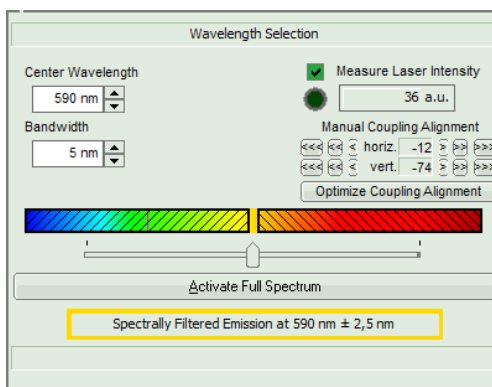 Wavelength Selection
Center Wavelength
590 nm
Bandwidth
5 nm
Measure Laser Intensity
36 a.u.
Manual Coupling Alignment
<<< << < horiz. -12 > >> >>>
<<< << < vert. -74 > >> >>>
Optimize Coupling Alignment
Activate Full Spectrum
Spectrally Filtered Emission at 590 nm ± 2,5 nm